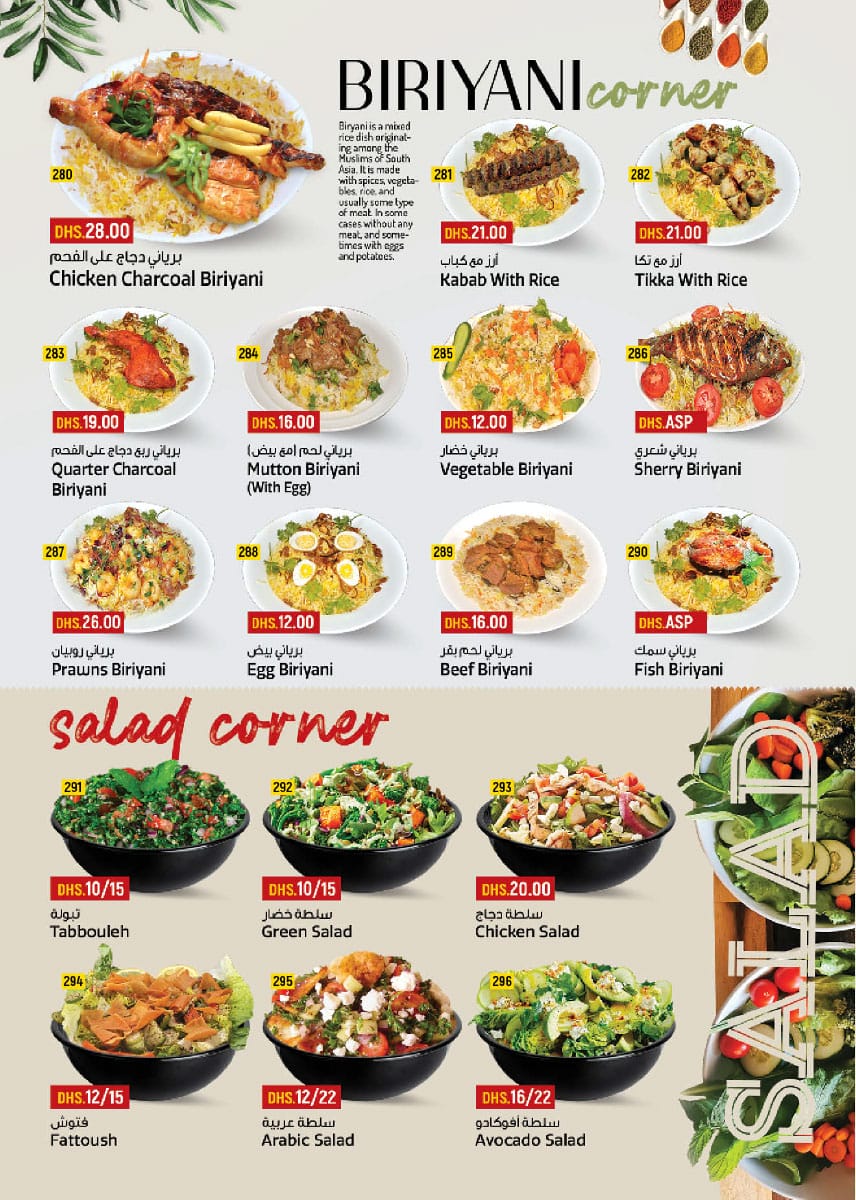 BIRIYANI corner
Biryani is a mixed
rice dish originat-
ing among the
Muslims of South
Asia. It is made
with spices, vegeta-
bles, rice, and
usually some type
of meat. In some
cases without any
meat, and some-
times with eggs
and potatoes.
280
DHS.28.00
برياني دجاج على الفحم
Chicken Charcoal Biriyani
281
DHS.21.00
أرز مع كباب
Kabab With Rice
282
DHS.21.00
أرز مع تكا
Tikka With Rice
283
DHS.19.00
برياني ربع دجاج على الفحم
Quarter Charcoal
Biriyani
284
DHS.16.00
برياني لحم (مع بيض)
Mutton Biriyani
(With Egg)
285
DHS.12.00
برياني خضار
Vegetable Biriyani
286
DHS.ASP
برياني شعري
Sherry Biriyani
287
DHS.26.00
برياني روبيان
Prawns Biriyani
288
DHS.12.00
برياني بيض
Egg Biriyani
289
DHS.16.00
برياني لحم بقر
Beef Biriyani
290
DHS.ASP
برياني سمك
Fish Biriyani
salad corner
291
DHS.10/15
تبولة
Tabbouleh
292
DHS.10/15
سلطة خضار
Green Salad
293
DHS.20.00
سلطة دجاج
Chicken Salad
294
DHS.12/15
فتوش
Fattoush
295
DHS.12/22
سلطة عربية
Arabic Salad
296
DHS.16/22
سلطة أفوكادو
Avocado Salad
SALAD